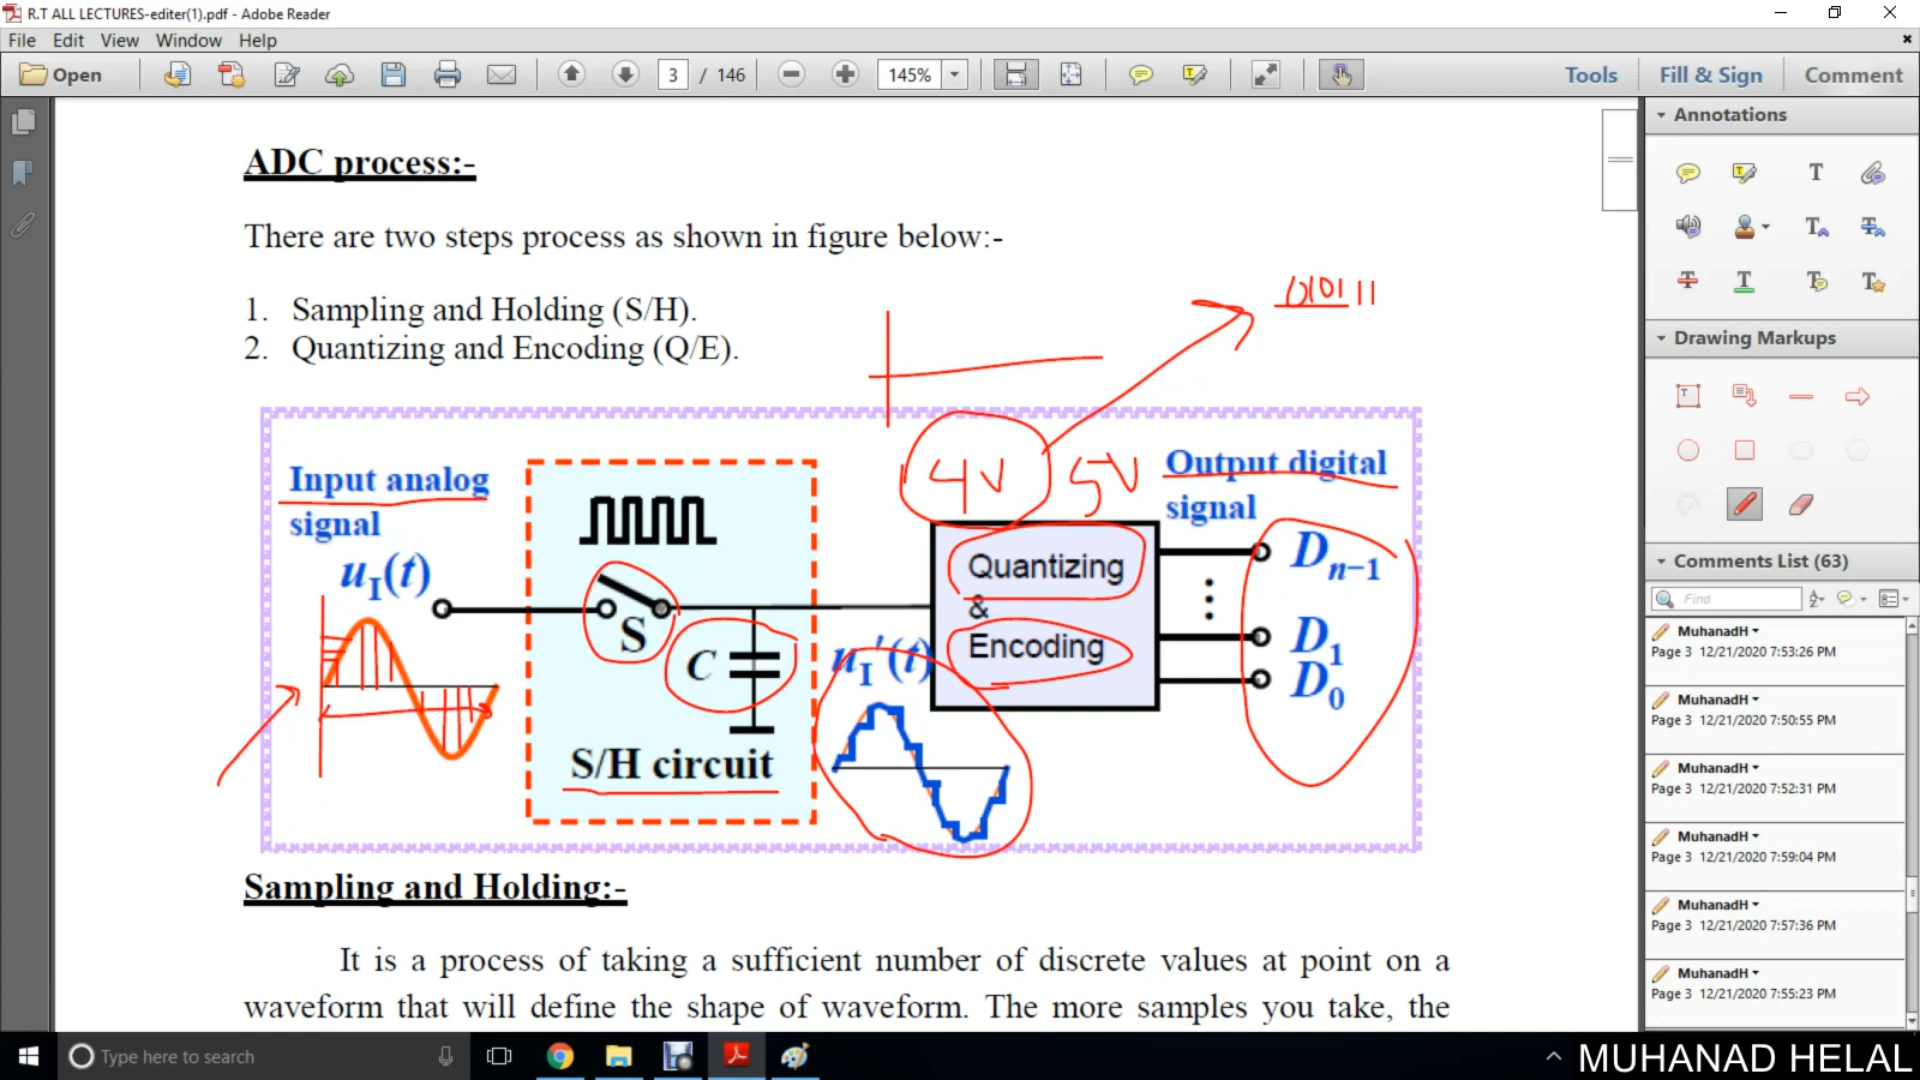 R.T ALL LECTURES-editer(1).pdf - Adobe Reader
File Edit View Window Help
Open 3 / 146 145% Tools Fill & Sign Comment
ADC process:-
There are two steps process as shown in figure below:-
1. Sampling and Holding (S/H).
2. Quantizing and Encoding (Q/E).
4V 5V
Input analog
signal
uI(t)
S
C
S/H circuit
uI'(t)
Quantizing
&
Encoding
Output digital
signal
Dn-1
D1
D0
Sampling and Holding:-
It is a process of taking a sufficient number of discrete values at point on a
waveform that will define the shape of waveform. The more samples you take, the
Annotations
Drawing Markups
Comments List (63)
Find
MuhanadH
Page 3 12/21/2020 7:53:26 PM
MuhanadH
Page 3 12/21/2020 7:50:55 PM
MuhanadH
Page 3 12/21/2020 7:52:31 PM
MuhanadH
Page 3 12/21/2020 7:59:04 PM
MuhanadH
Page 3 12/21/2020 7:57:36 PM
MuhanadH
Page 3 12/21/2020 7:55:23 PM
Type here to search
MUHANAD HELAL